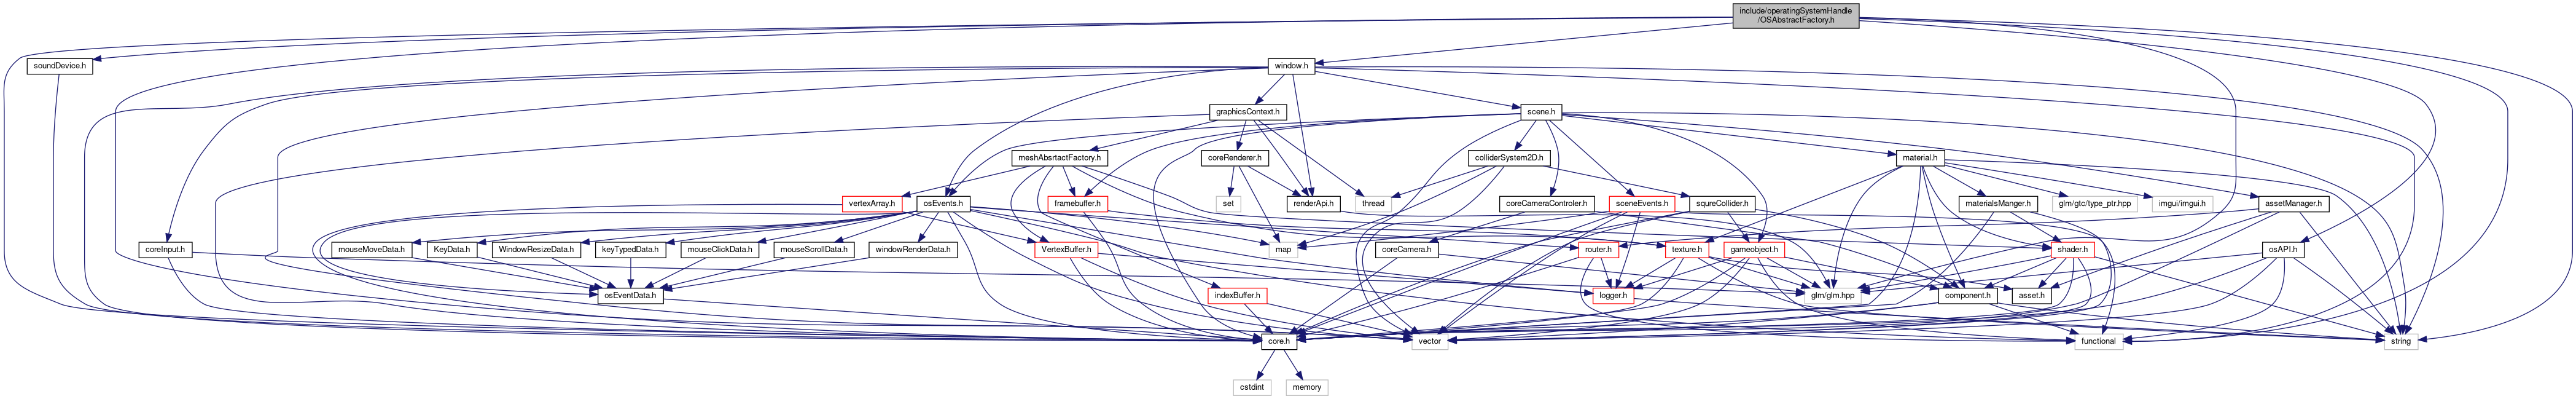 include/operatingSystemHandle
/OSAbstractFactory.h
soundDevice.h
window.h
graphicsContext.h
scene.h
meshAbsrtactFactory.h
coreRenderer.h
colliderSystem2D.h
material.h
vertexArray.h
osEvents.h
framebuffer.h
set
renderApi.h
thread
coreCameraControler.h
sceneEvents.h
squreCollider.h
materialsManger.h
glm/gtc/type_ptr.hpp
imgui/imgui.h
assetManager.h
coreInput.h
mouseMoveData.h
KeyData.h
WindowResizeData.h
keyTypedData.h
mouseClickData.h
mouseScrollData.h
windowRenderData.h
VertexBuffer.h
map
coreCamera.h
router.h
texture.h
gameobject.h
shader.h
osAPI.h
osEventData.h
indexBuffer.h
logger.h
glm/glm.hpp
component.h
asset.h
core.h
vector
functional
string
cstdint
memory